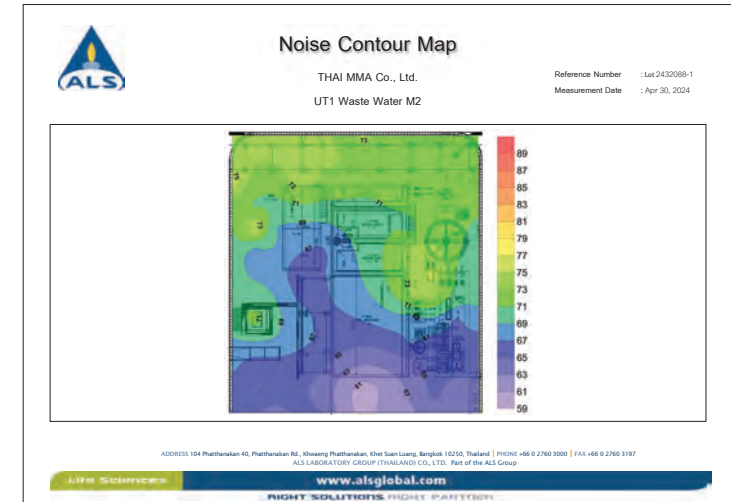 ALS
Noise Contour Map
THAI MMA Co., Ltd.
UT1 Waste Water M2
Reference Number : Lot 2432088-1
Measurement Date : Apr 30, 2024
89
87
85
83
81
79
77
75
73
71
69
67
65
63
61
59
ADDRESS 104 Phatthanakan 40, Phatthanakan Rd., Khwaeng Phatthanakan, Khet Suan Luang, Bangkok 10250, Thailand | PHONE +66 0 2760 3000 | FAX +66 0 2760 3197
ALS LABORATORY GROUP (THAILAND) CO., LTD. Part of the ALS Group
Life Sciences
www.alsglobal.com
RIGHT SOLUTIONS RIGHT PARTNER